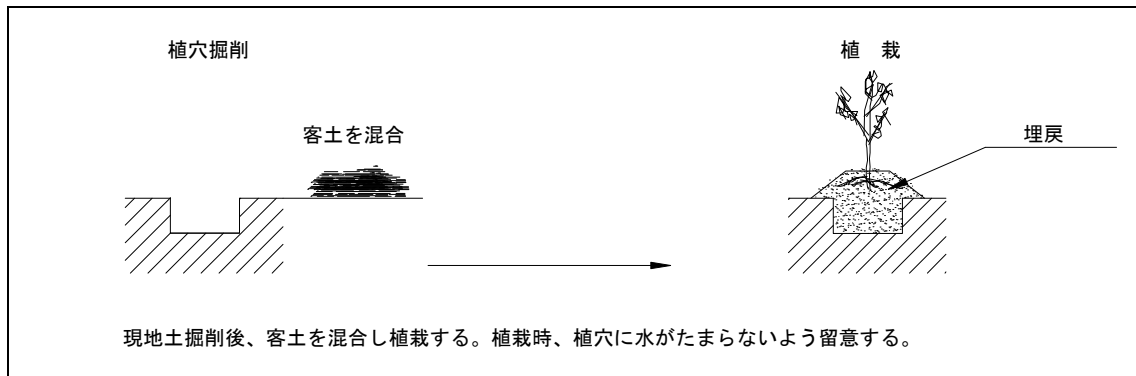 植穴掘削
植 栽
客土を混合
埋戻
現地土掘削後、客土を混合し植栽する。植栽時、植穴に水がたまらないよう留意する。